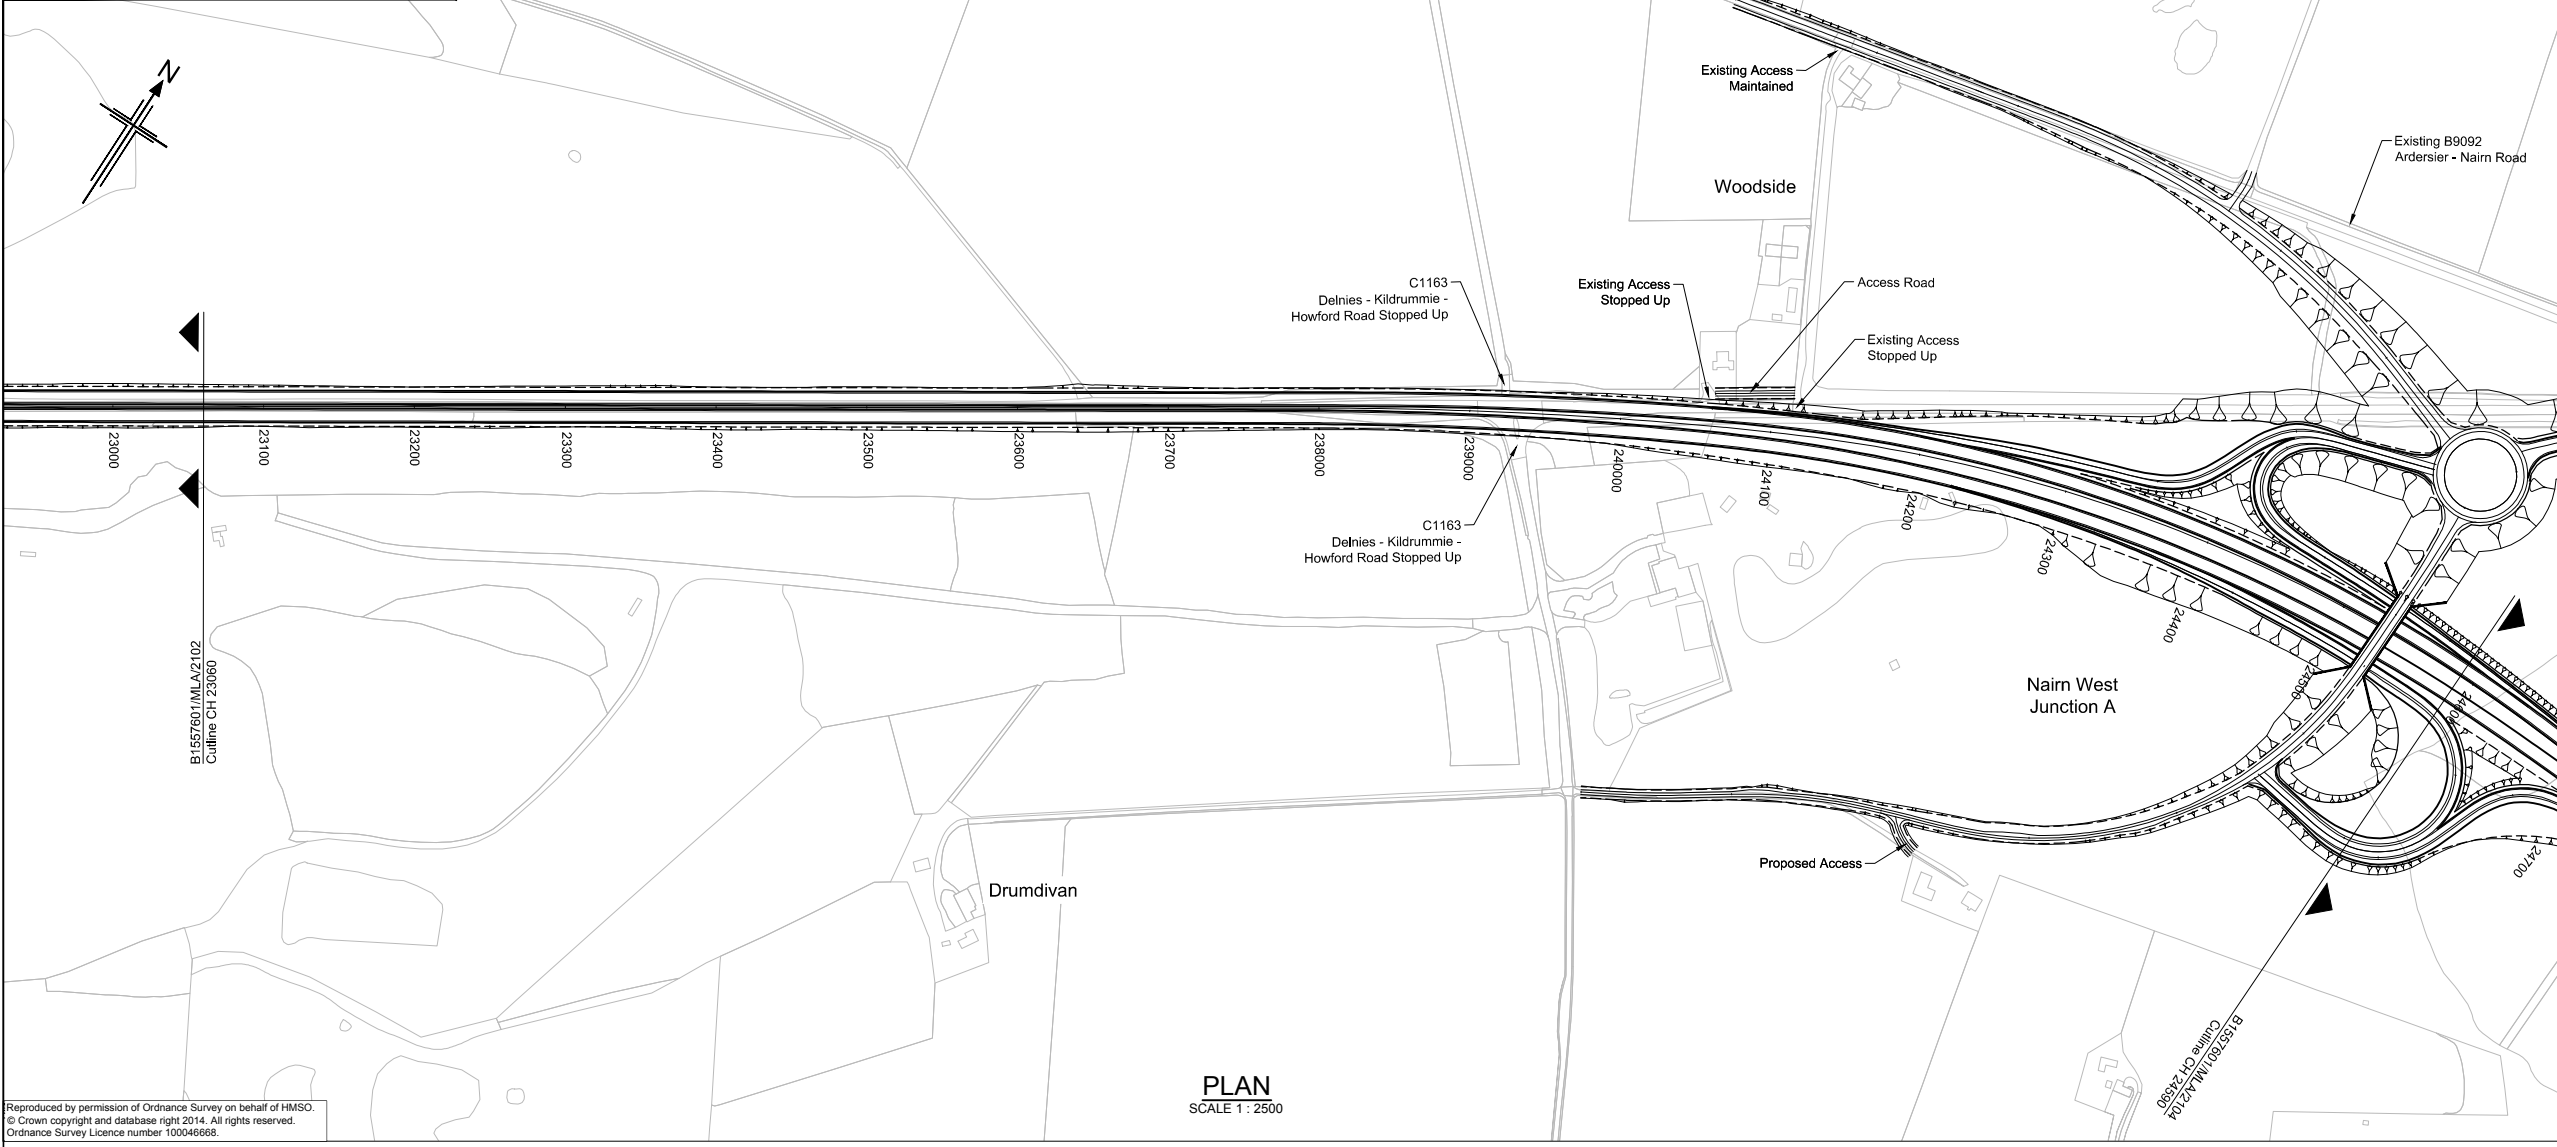 N
Existing Access
Maintained
Existing B9092
Ardersier - Nairn Road
Woodside
C1163
Delnies - Kildrummie -
Howford Road Stopped Up
Existing Access
Stopped Up
Access Road
Existing Access
Stopped Up
23000
23100
23200
23300
23400
23500
23600
23700
238000
239000
240000
24100
24200
24300
24400
24500
24600
24700
C1163
Delnies - Kildrummie -
Howford Road Stopped Up
B1557601/MLA/2102
Cutline CH 23060
Nairn West
Junction A
Proposed Access
Drumdivan
B1557601/MLA/2104
Cutline CH 24590
PLAN
SCALE 1 : 2500
Reproduced by permission of Ordnance Survey on behalf of HMSO.
© Crown copyright and database right 2014. All rights reserved.
Ordnance Survey Licence number 100046668.